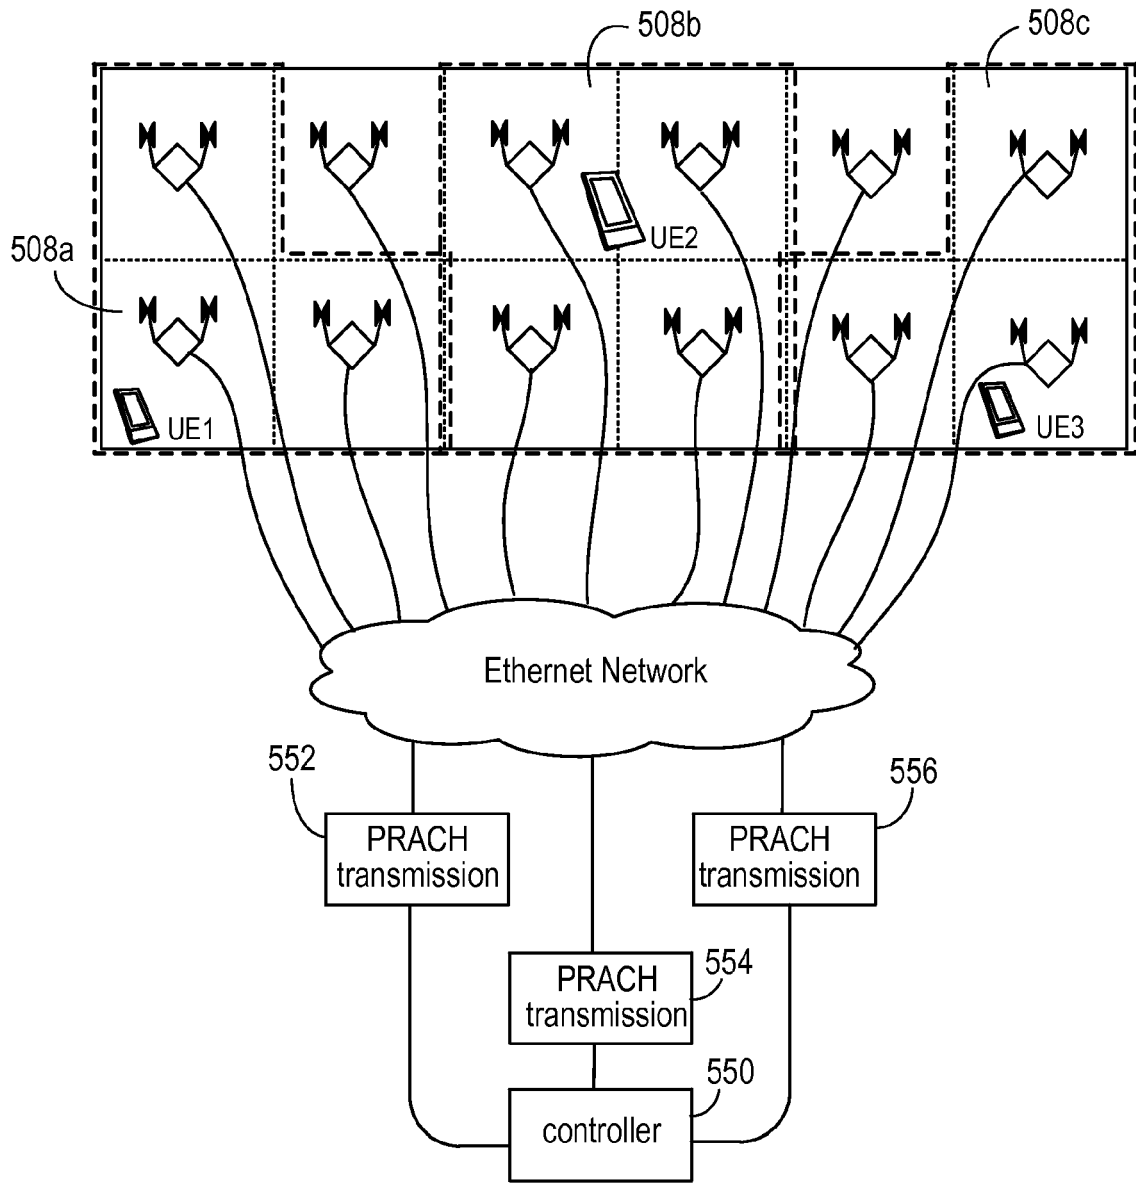 508b
508c
508a
UE2
UE1
UE3
Ethernet Network
552
556
PRACH
transmission
PRACH
transmission
554
PRACH
transmission
550
controller